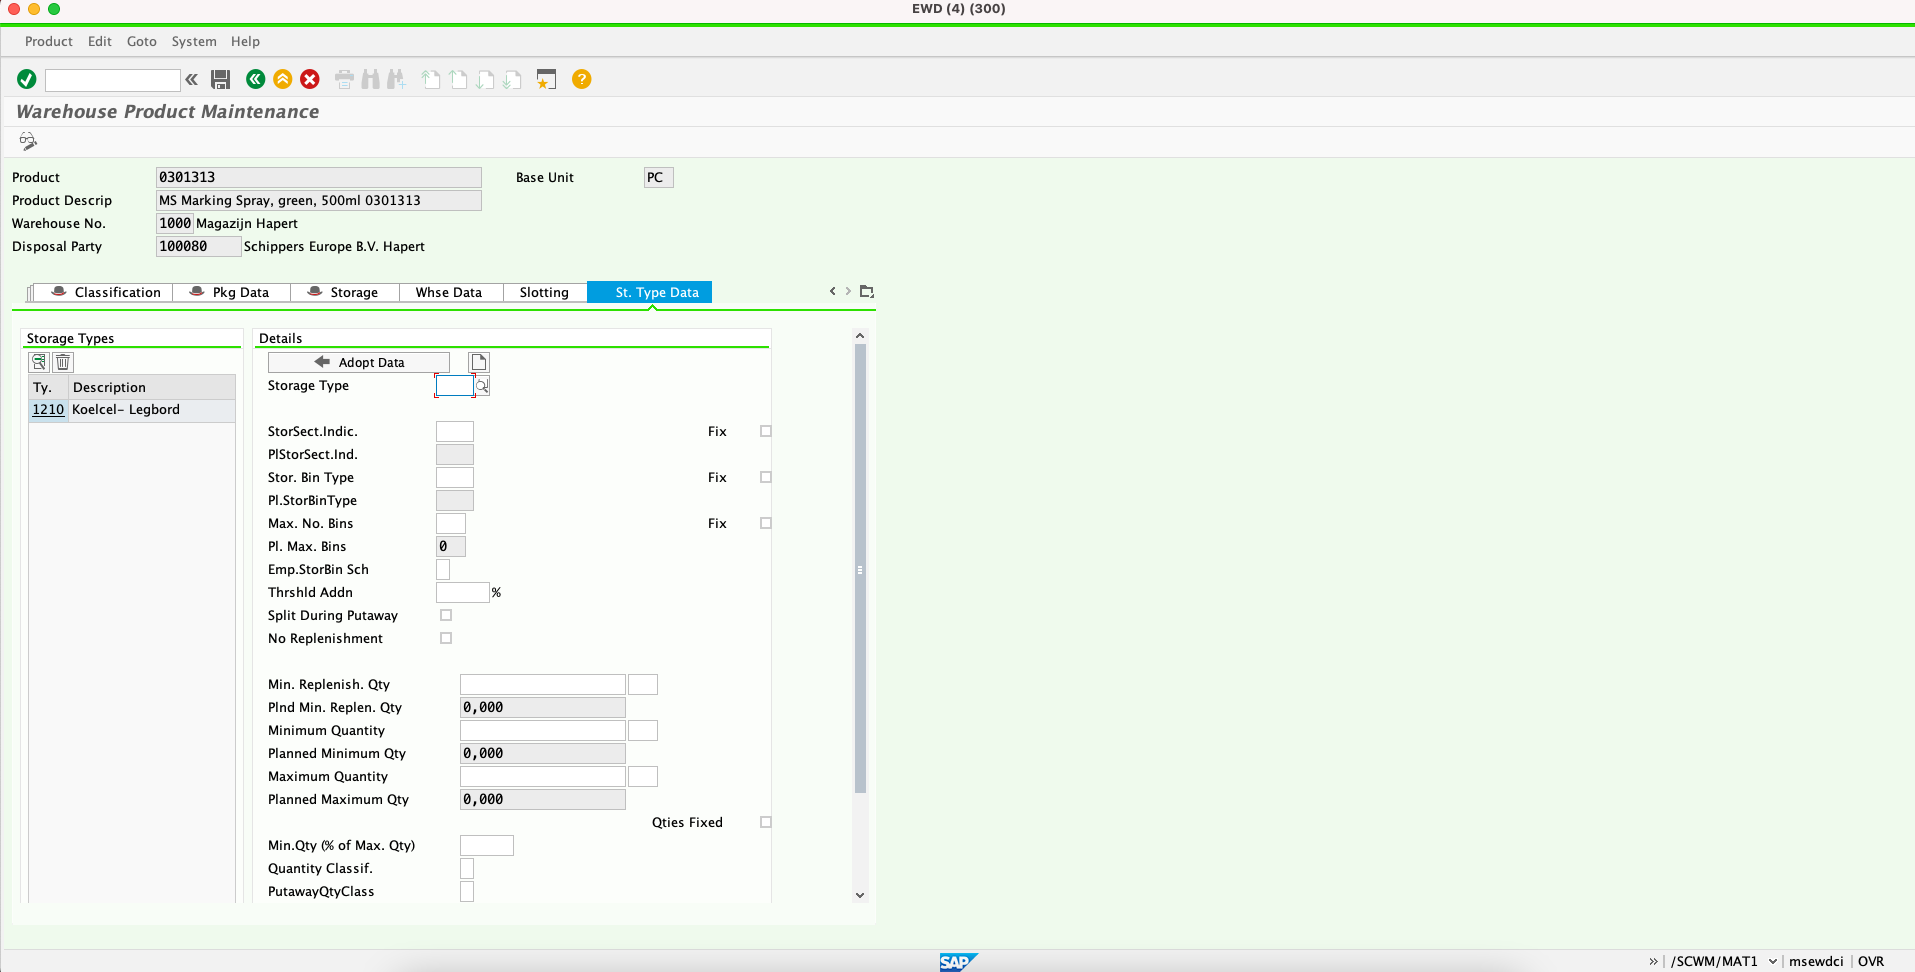 EWD (4) (300)
Product Edit Goto System Help
Warehouse Product Maintenance
Product 0301313 Base Unit PC
Product Descrip MS Marking Spray, green, 500ml 0301313
Warehouse No. 1000 Magazijn Hapert
Disposal Party 100080 Schippers Europe B.V. Hapert
Classification Pkg Data Storage Whse Data Slotting St. Type Data
Storage Types
Ty. Description
1210 Koelcel- Legbord
Details
Adopt Data
Storage Type
StorSect.Indic. Fix
PlStorSect.Ind.
Stor. Bin Type Fix
Pl.StorBinType
Max. No. Bins Fix
Pl. Max. Bins 0
Emp.StorBin Sch
Thrshld Addn %
Split During Putaway
No Replenishment
Min. Replenish. Qty
Plnd Min. Replen. Qty 0,000
Minimum Quantity
Planned Minimum Qty 0,000
Maximum Quantity
Planned Maximum Qty 0,000
Qties Fixed
Min.Qty (% of Max. Qty)
Quantity Classif.
PutawayQtyClass
SAP » /SCWM/MAT1 msewdci OVR